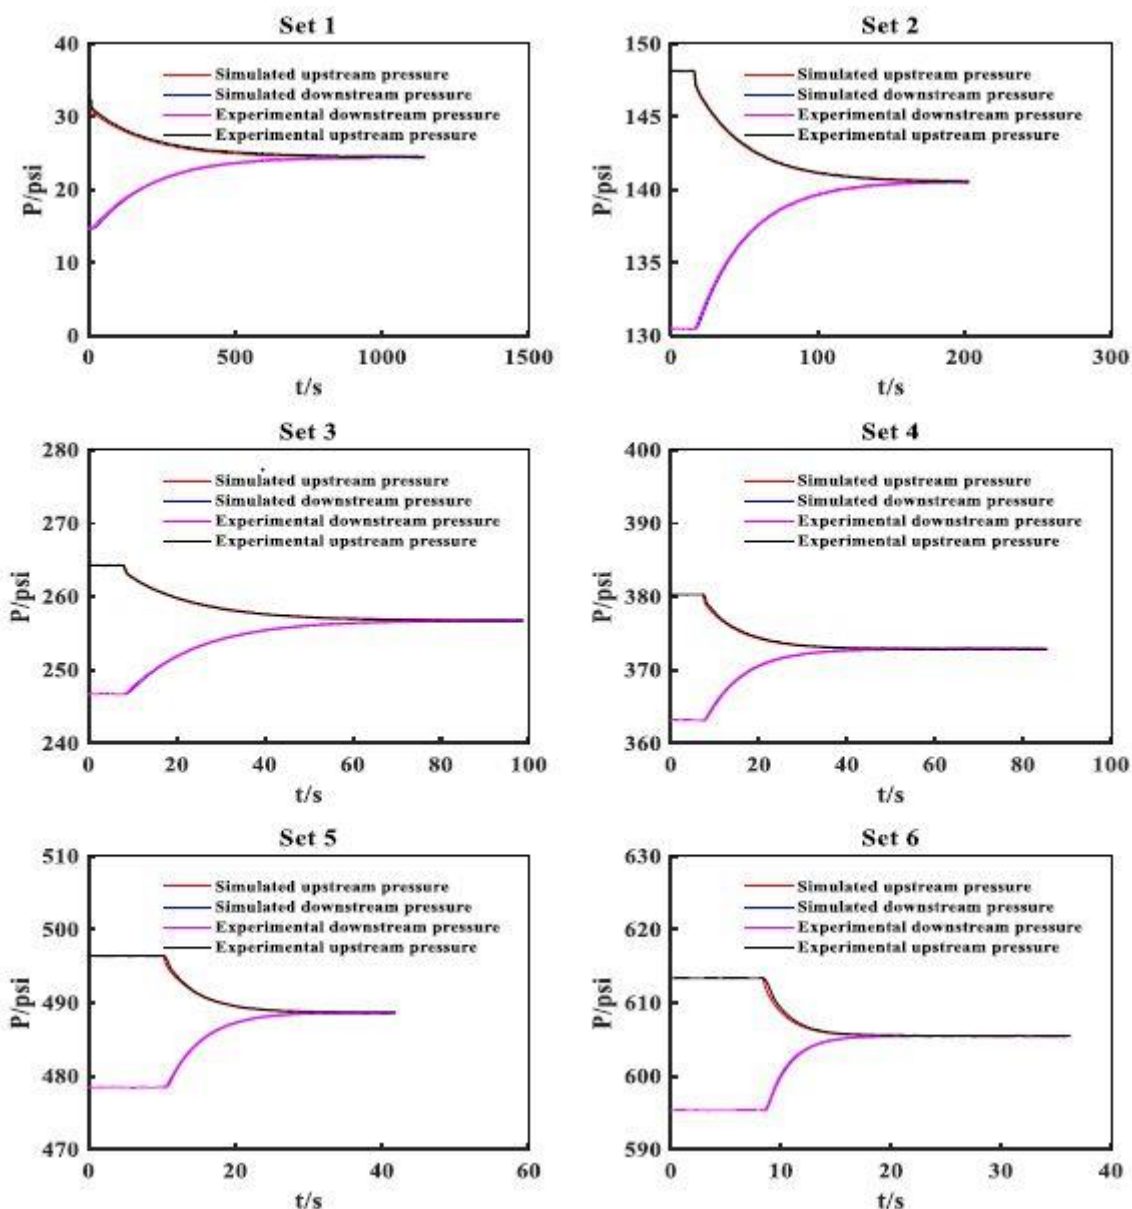 Set 1
40
30
20
10
0
P/psi
Simulated upstream pressure
Simulated downstream pressure
Experimental downstream pressure
Experimental upstream pressure
0 500 1000 1500
t/s
Set 2
150
145
140
135
130
P/psi
Simulated upstream pressure
Simulated downstream pressure
Experimental downstream pressure
Experimental upstream pressure
0 100 200 300
t/s
Set 3
280
270
260
250
240
P/psi
Simulated upstream pressure
Simulated downstream pressure
Experimental downstream pressure
Experimental upstream pressure
0 20 40 60 80 100
t/s
Set 4
400
390
380
370
360
P/psi
Simulated upstream pressure
Simulated downstream pressure
Experimental downstream pressure
Experimental upstream pressure
0 20 40 60 80 100
t/s
Set 5
510
500
490
480
470
P/psi
Simulated upstream pressure
Simulated downstream pressure
Experimental downstream pressure
Experimental upstream pressure
0 20 40 60
t/s
Set 6
630
620
610
600
590
P/psi
Simulated upstream pressure
Simulated downstream pressure
Experimental downstream pressure
Experimental upstream pressure
0 10 20 30 40
t/s